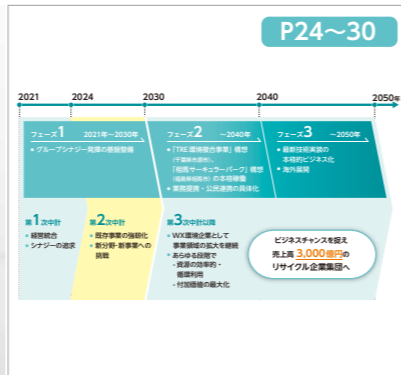 P24～30
2021
2024
2030
2040
2050年
フェーズ1 2021年～2030年
• グループシナジー発揮の基盤整備
フェーズ2 ～2040年
• 「TRE環境複合事業」構想
（千葉県市原市）、
「相馬サーキュラーパーク」構想
（福島県相馬市）の本格稼働
• 業務提携・公民連携の具体化
フェーズ3 ～2050年
• 最新技術実装の
本格的ビジネス化
• 海外展開
第1次中計
• 経営統合
• シナジーの追求
第2次中計
• 既存事業の強靭化
• 新分野・新事業への
挑戦
第3次中計以降
• WX環境企業として
事業領域の拡大を継続
• あらゆる段階で
- 資源の効率的・
循環利用
- 付加価値の最大化
ビジネスチャンスを捉え
売上高3,000億円の
リサイクル企業集団へ